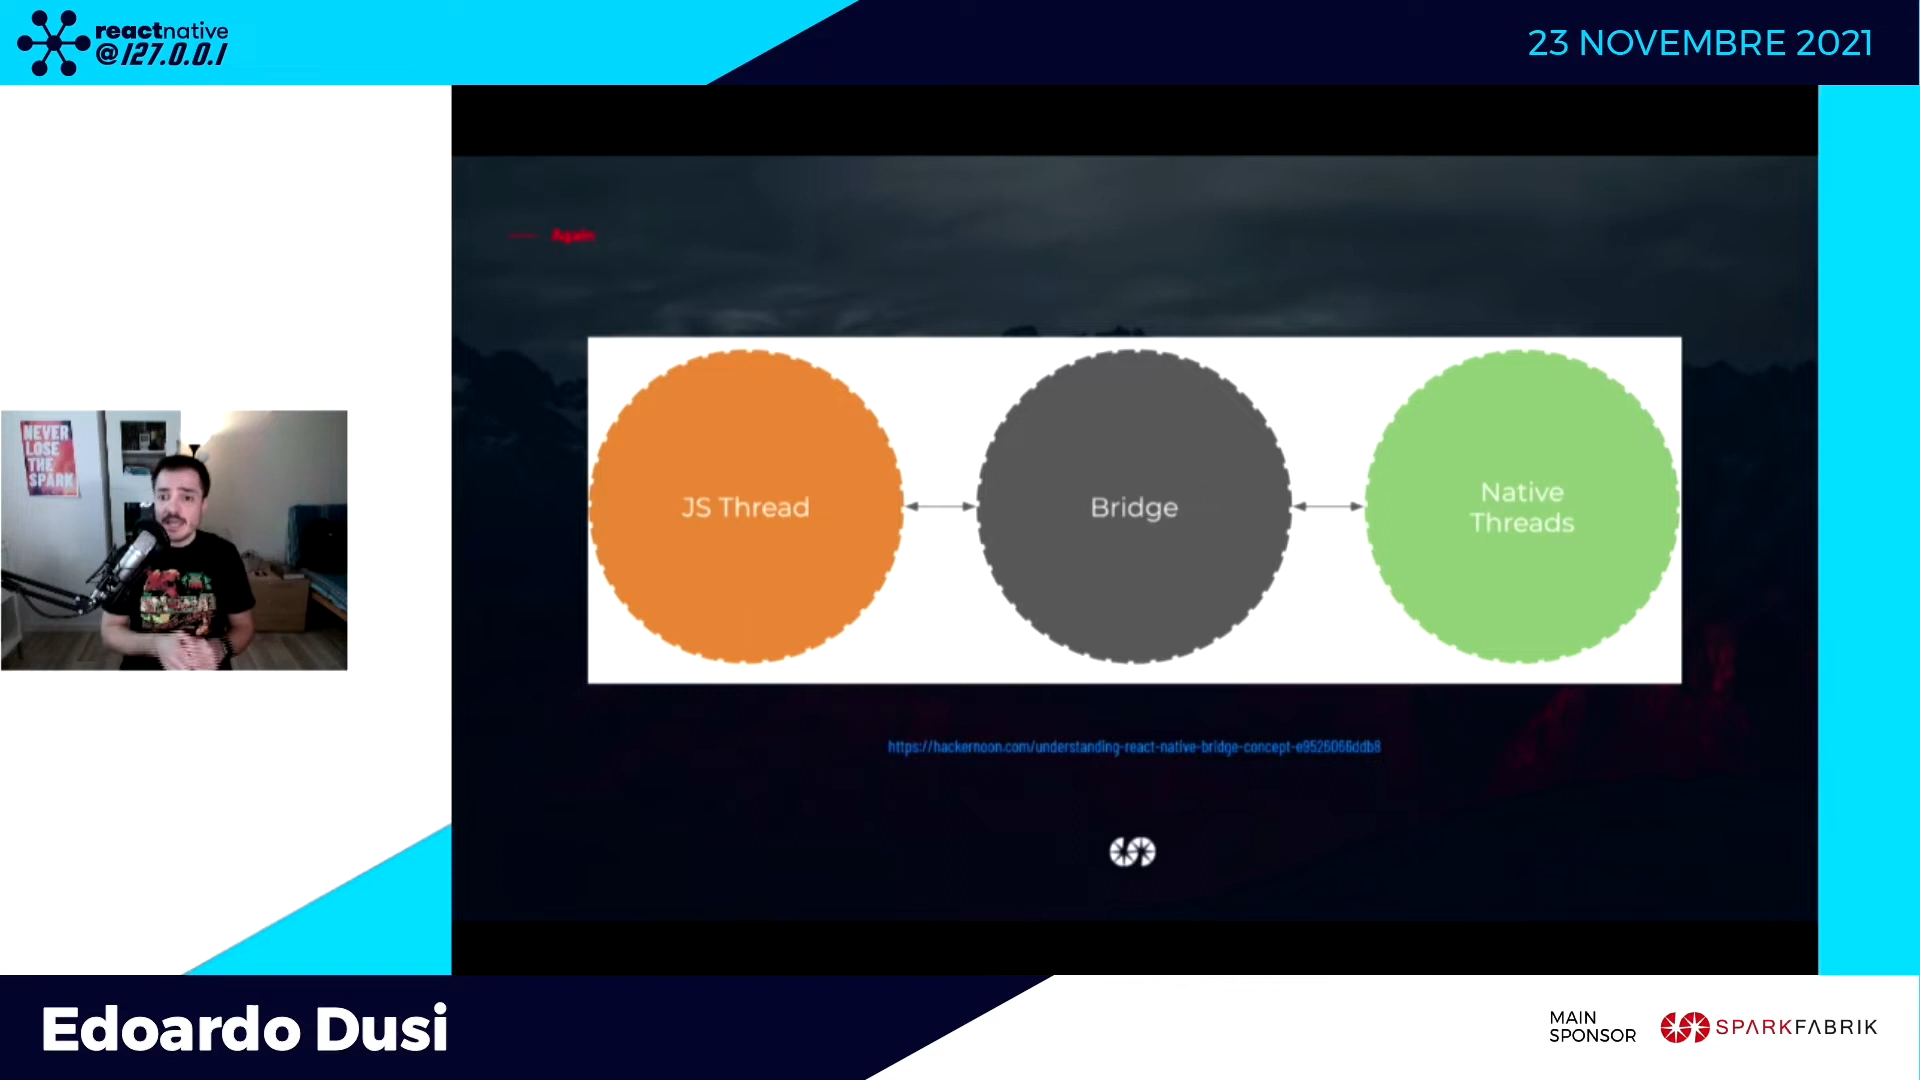 reactnative
@127.0.0.1
23 NOVEMBRE 2021
Again
NEVER
LOSE
THE
SPARK
JS Thread
Bridge
Native
Threads
https://hackernoon.com/understanding-react-native-bridge-concept-e9526066ddb8
Edoardo Dusi
MAIN
SPONSOR
SPARKFABRIK